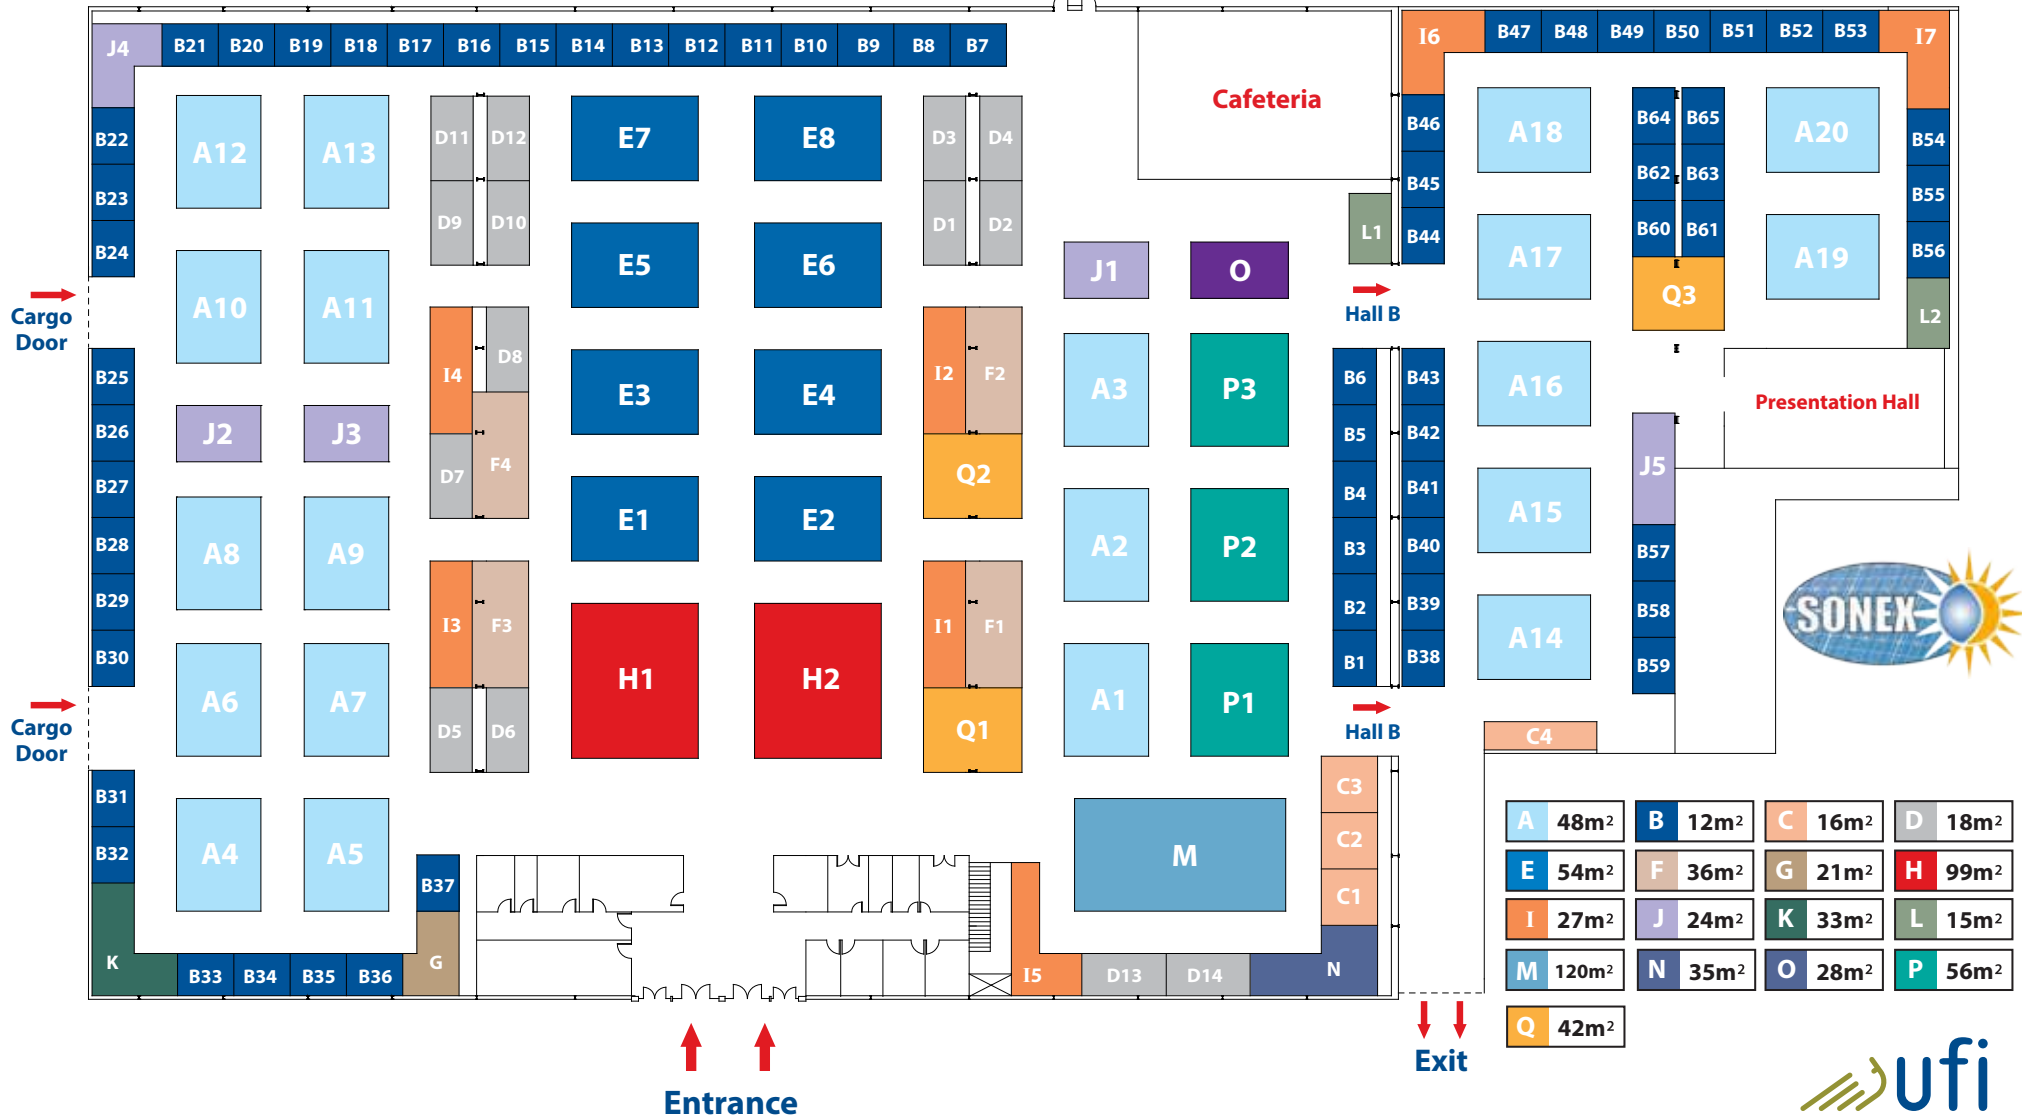 J4 B21 B20 B19 B18 B17 B16 B15 B14 B13 B12 B11 B10 B9 B8 B7
I6 B47 B48 B49 B50 B51 B52 B53 I7
Cafeteria
B22 A12 A13 D11 D12 E7 E8 D3 D4
B46 A18 B64 B65 A20 B54
B23 D9 D10 D1 D2
B45 B62 B63 B55
B24 L1 B44 B60 B61 B56
A10 A11 E5 E6 J1 O A17 A19
Q3 L2
Cargo
Door
Hall B
B25 I4 D8 E3 E4 I2 F2 A3 P3 B6 B43 A16
Presentation Hall
B26 J2 J3 B5 B42
B27 D7 F4 Q2 B4 B41 J5
B28 A8 A9 E1 E2 A2 P2 B3 B40 A15 B57
B29 I3 F3 I1 F1 B2 B39 A14 B58
SONEX
B30 H1 H2 B1 B38 B59
A6 A7 D5 D6 Q1 A1 P1
Cargo
Door
Hall B
C4
B31 C3
B32 A4 A5 B37 M C2
C1
K B33 B34 B35 B36 G I5 D13 D14 N
A 48m² B 12m² C 16m² D 18m²
E 54m² F 36m² G 21m² H 99m²
I 27m² J 24m² K 33m² L 15m²
M 120m² N 35m² O 28m² P 56m²
Q 42m²
Entrance
Exit
ufi